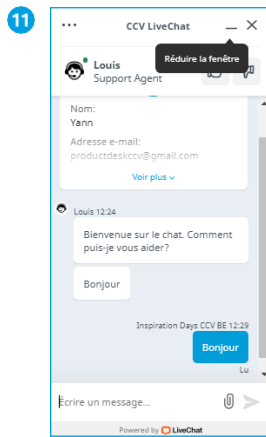 11
CCV LiveChat
Réduire la fenêtre
Louis
Support Agent
Nom:
Yann
Adresse e-mail:
productdeskccv@gmail.com
Voir plus
Louis 12:24
Bienvenue sur le chat. Comment
puis-je vous aider?
Bonjour
Inspiration Days CCV BE 12:29
Bonjour
Lu
Écrire un message...
Powered by LiveChat